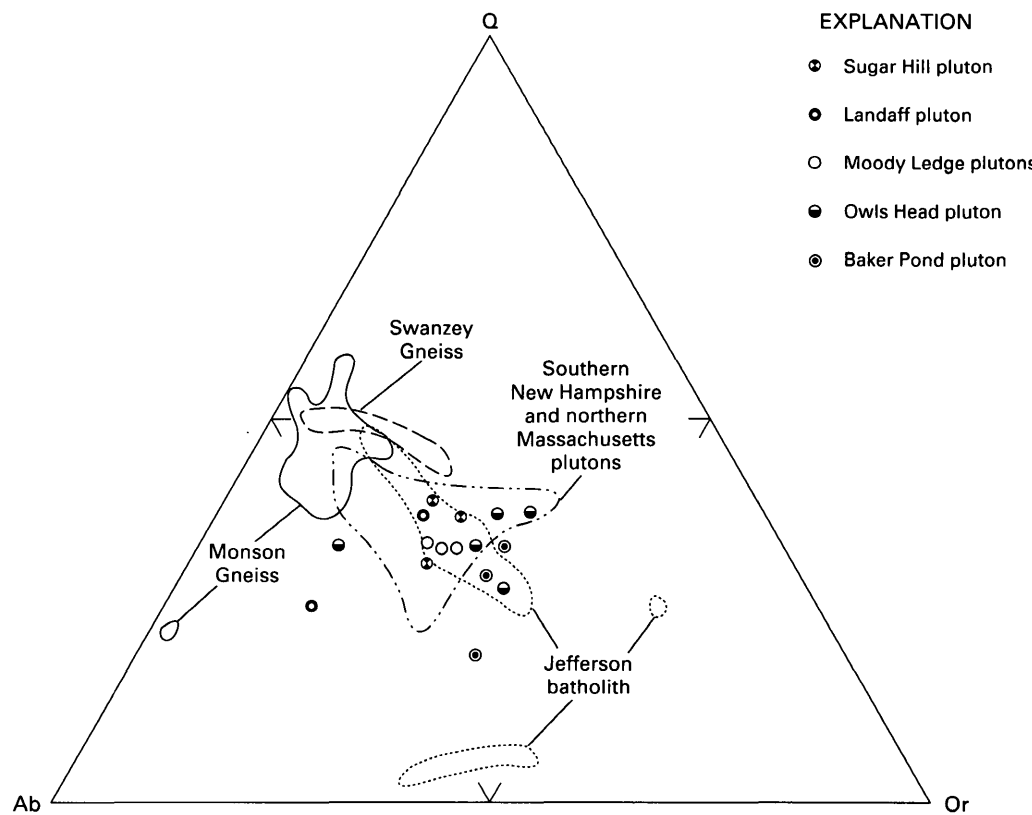 Q
EXPLANATION
Sugar Hill pluton
Landaff pluton
Moody Ledge plutons
Owls Head pluton
Baker Pond pluton
Swanzey
Gneiss
Southern
New Hampshire
and northern
Massachusetts
plutons
Monson
Gneiss
Jefferson
batholith
Ab
Or